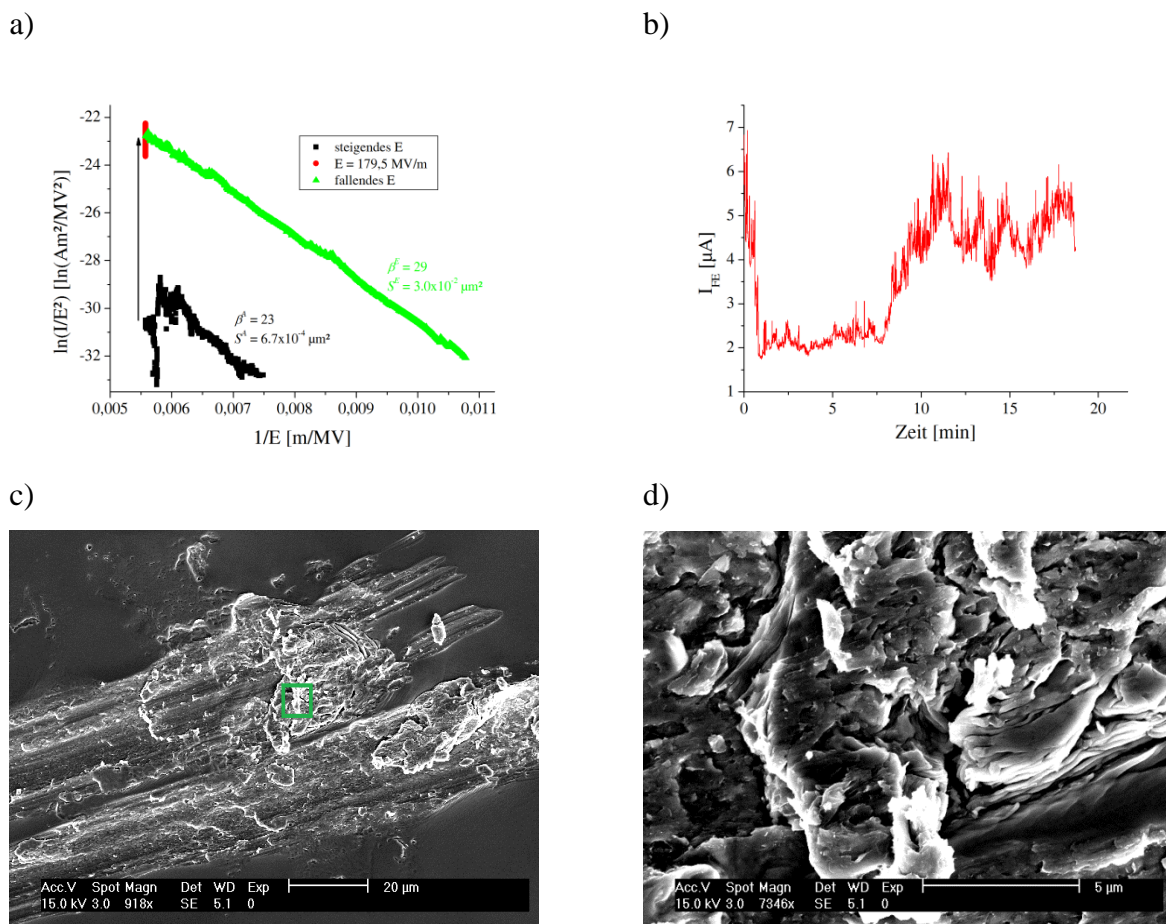 a)
b)
-22
-24
-26
-28
-30
-32
ln(I/E²) [ln(Am²/MV²)]
steigendes E
E = 179,5 MV/m
fallendes E
β^E = 29
S^E = 3.0x10⁻² µm²
β^A = 23
S^A = 6.7x10⁻⁴ µm²
0,005 0,006 0,007 0,008 0,009 0,010 0,011
1/E [m/MV]
7
6
5
4
3
2
1
I_FE [µA]
0 5 10 15 20
Zeit [min]
c)
d)
Acc.V Spot Magn Det WD Exp 20 µm
15.0 kV 3.0 918x SE 5.1 0
Acc.V Spot Magn Det WD Exp 5 µm
15.0 kV 3.0 7346x SE 5.1 0